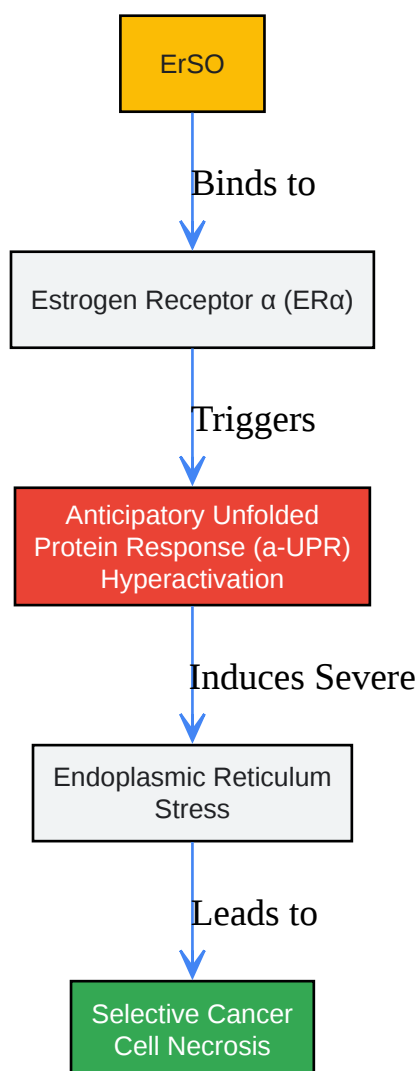 ErSO
Binds to
Estrogen Receptor α (ERα)
Triggers
Anticipatory Unfolded
Protein Response (a-UPR)
Hyperactivation
Induces Severe
Endoplasmic Reticulum
Stress
Leads to
Selective Cancer
Cell Necrosis